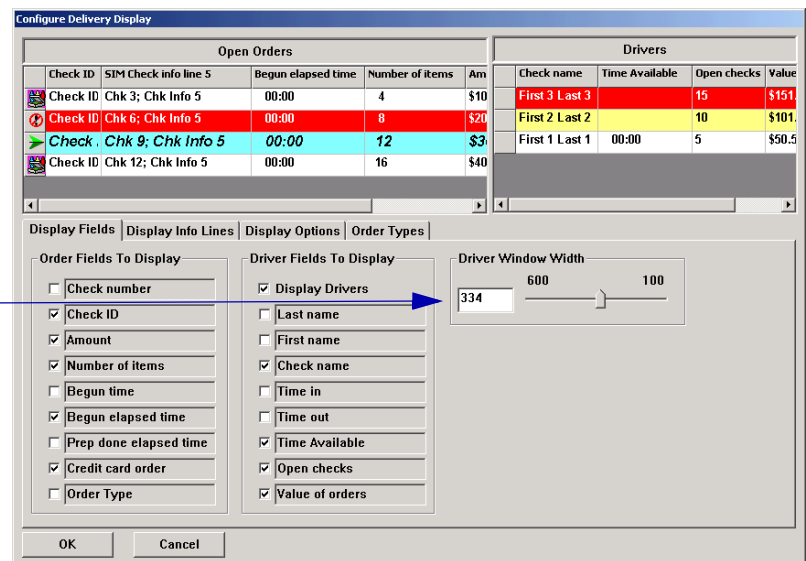 Configure Delivery Display
Open Orders
Check ID SIM Check info line 5 Begun elapsed time Number of items Am
Check ID Chk 3; Chk Info 5 00:00 4 $10
Check ID Chk 6; Chk Info 5 00:00 8 $20
Check Chk 9; Chk Info 5 00:00 12
Check ID Chk 12; Chk Info 5 00:00 16 $40
Drivers
Check name Time Available Open checks Value
First 3 Last 3 15 $151.
First 2 Last 2 10 $101.
First 1 Last 1 00:00 5 $50.5
Display Fields Display Info Lines Display Options Order Types
Order Fields To Display
Check number
Check ID
Amount
Number of items
Begun time
Begun elapsed time
Prep done elapsed time
Credit card order
Order Type
Driver Fields To Display
Display Drivers
Last name
First name
Check name
Time in
Time out
Time Available
Open checks
Value of orders
Driver Window Width
334 600 100
OK Cancel